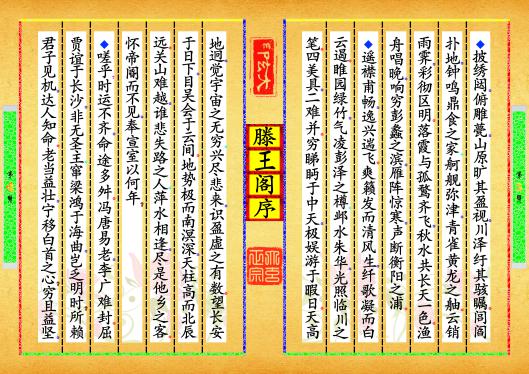 披绣闼俯雕甍山原旷其盈视川泽纡其骇瞩闾阎
扑地钟鸣鼎食之家舸舰弥津青雀黄龙之舳云销
雨霁彩彻区明落霞与孤鹜齐飞秋水共长天一色渔
舟唱晚响穷彭蠡之滨雁阵惊寒声断衡阳之浦
遥襟甫畅逸兴遄飞爽籁发而清风生纤歌凝而白
云遏睢园绿竹气凌彭泽之樽邺水朱华光照临川之
笔四美具二难并穷睇眄于中天极娱游于暇日天高
滕王阁序
地迥觉宇宙之无穷兴尽悲来识盈虚之有数望长安
于日下目吴会于云间地势极而南溟深天柱高而北辰
远关山难越谁悲失路之人萍水相逢尽是他乡之客
怀帝阍而不见奉宣室以何年
嗟乎时运不齐命途多舛冯唐易老李广难封屈
贾谊于长沙非无圣主窜梁鸿于海曲岂乏明时所赖
君子见机达人知命老当益壮宁移白首之心穷且益坚